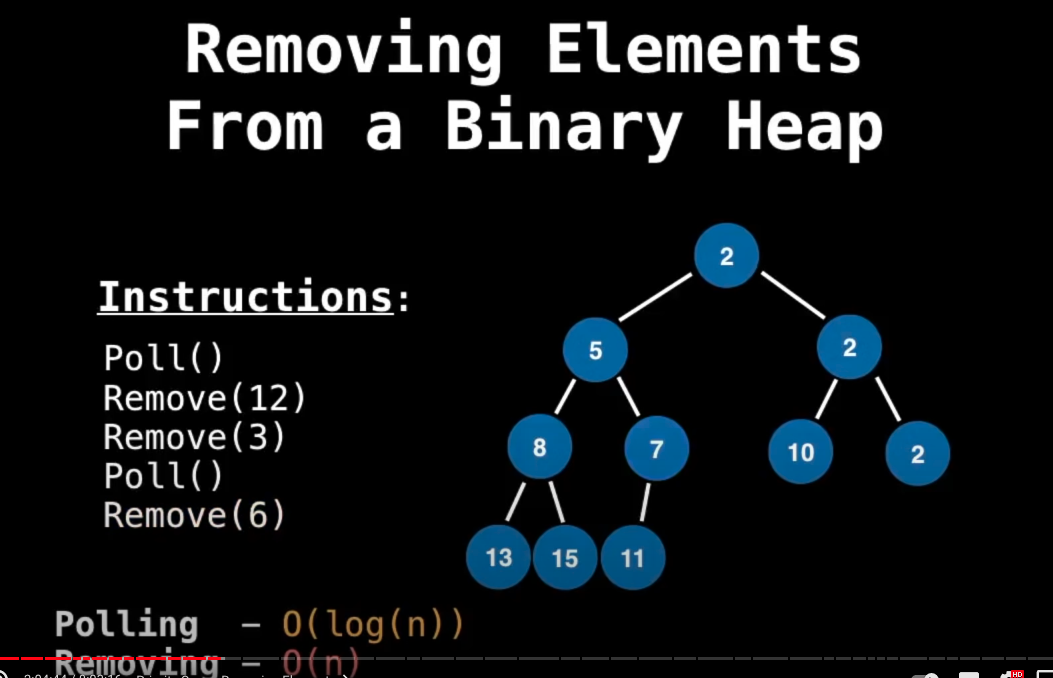 Removing Elements
From a Binary Heap
Instructions:
Poll()
Remove(12)
Remove(3)
Poll()
Remove(6)
2
5
2
8
7
10
2
13
15
11
Polling – O(log(n))
Removing – O(n)
HD